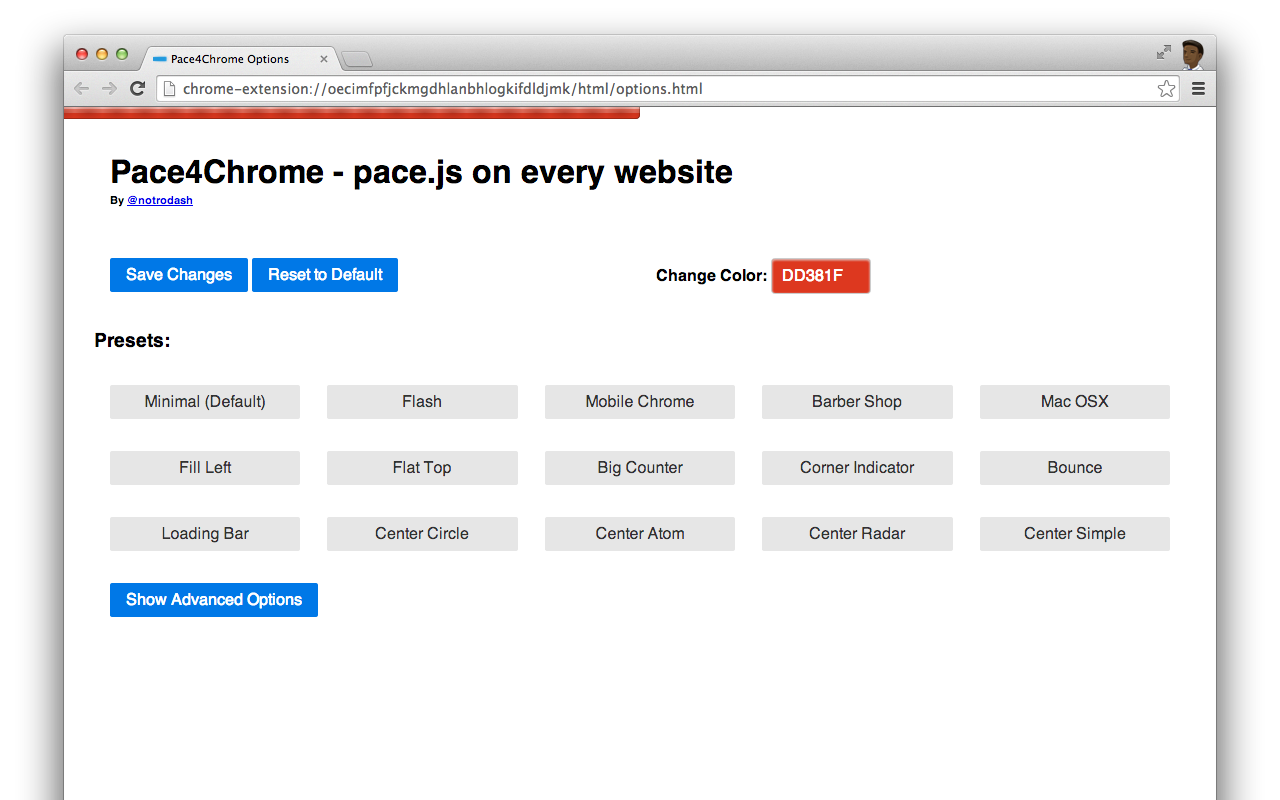 Pace4Chrome Options
chrome-extension://oecimfpfjckmgdhlanbhlogkifdldjmk/html/options.html
Pace4Chrome - pace.js on every website
By @notrodash
Save Changes Reset to Default Change Color: DD381F
Presets:
Minimal (Default) Flash Mobile Chrome Barber Shop Mac OSX
Fill Left Flat Top Big Counter Corner Indicator Bounce
Loading Bar Center Circle Center Atom Center Radar Center Simple
Show Advanced Options